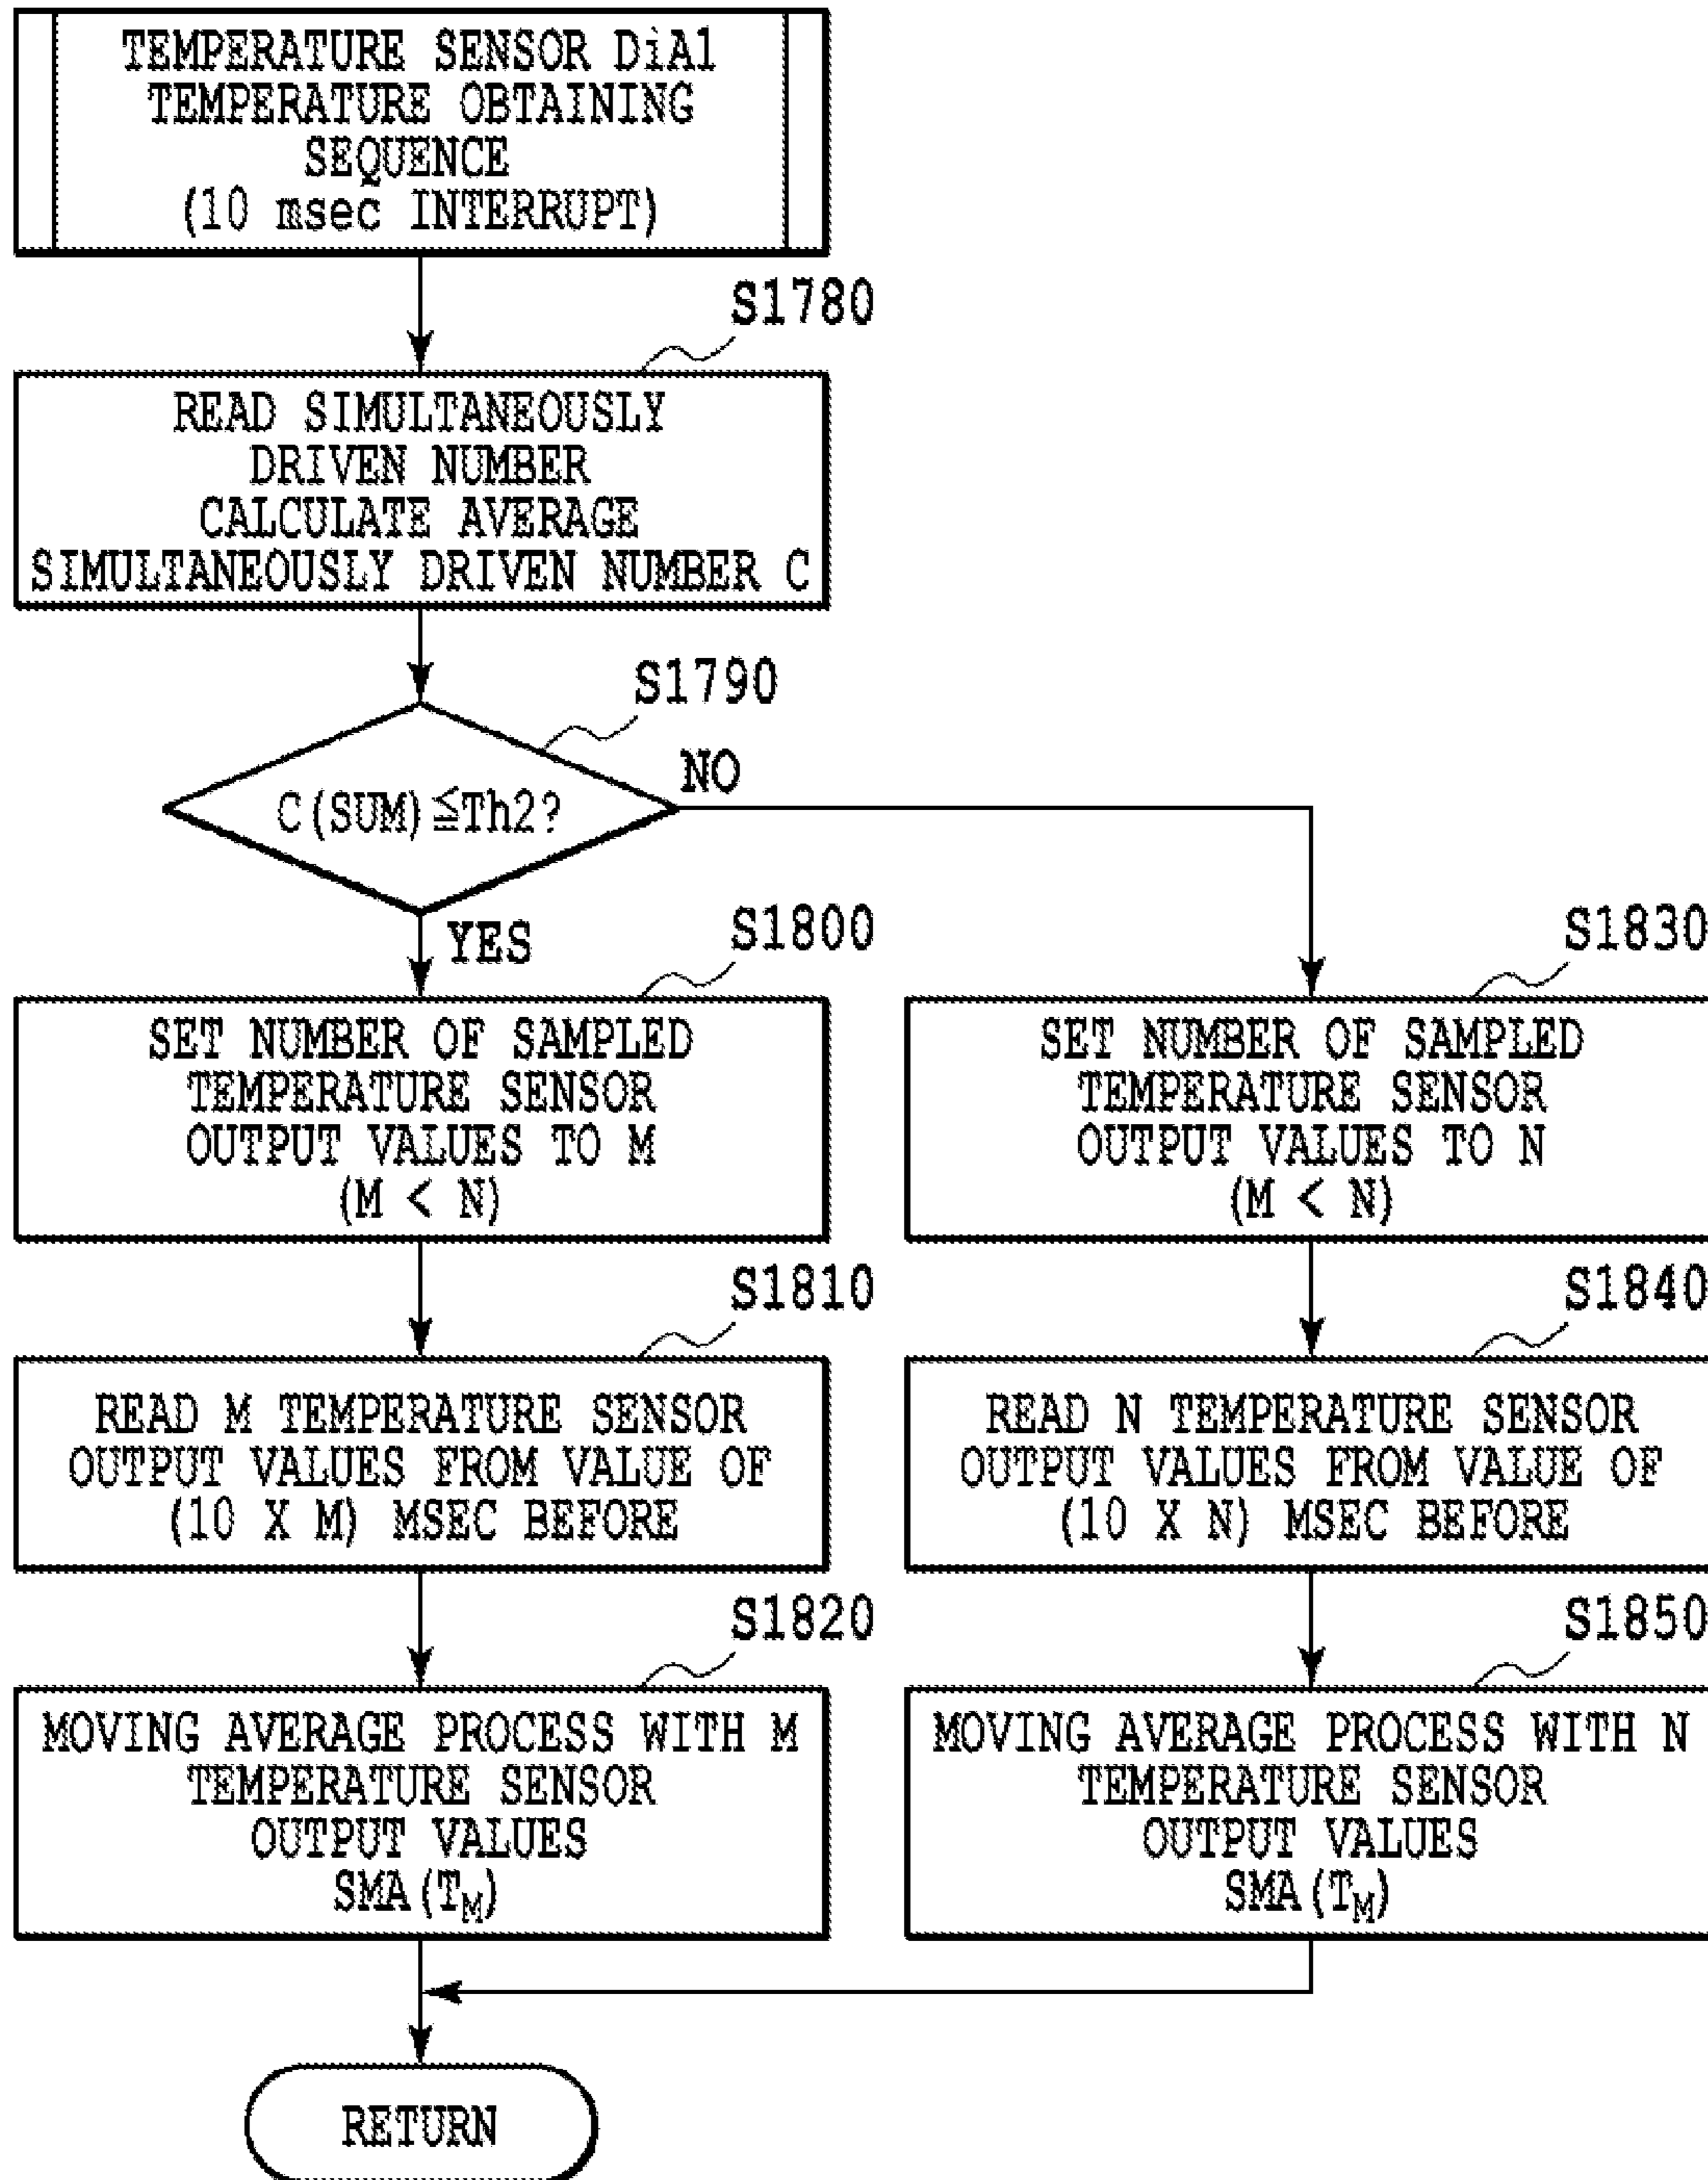 TEMPERATURE SENSOR DiA1
TEMPERATURE OBTAINING
SEQUENCE
(10 msec INTERRUPT)
S1780
READ SIMULTANEOUSLY
DRIVEN NUMBER
CALCULATE AVERAGE
SIMULTANEOUSLY DRIVEN NUMBER C
S1790
C(SUM)≦Th2?
NO
YES
S1800
SET NUMBER OF SAMPLED
TEMPERATURE SENSOR
OUTPUT VALUES TO M
(M < N)
S1830
SET NUMBER OF SAMPLED
TEMPERATURE SENSOR
OUTPUT VALUES TO N
(M < N)
S1810
READ M TEMPERATURE SENSOR
OUTPUT VALUES FROM VALUE OF
(10 X M) MSEC BEFORE
S1840
READ N TEMPERATURE SENSOR
OUTPUT VALUES FROM VALUE OF
(10 X N) MSEC BEFORE
S1820
MOVING AVERAGE PROCESS WITH M
TEMPERATURE SENSOR
OUTPUT VALUES
SMA(T_M)
S1850
MOVING AVERAGE PROCESS WITH N
TEMPERATURE SENSOR
OUTPUT VALUES
SMA(T_M)
RETURN